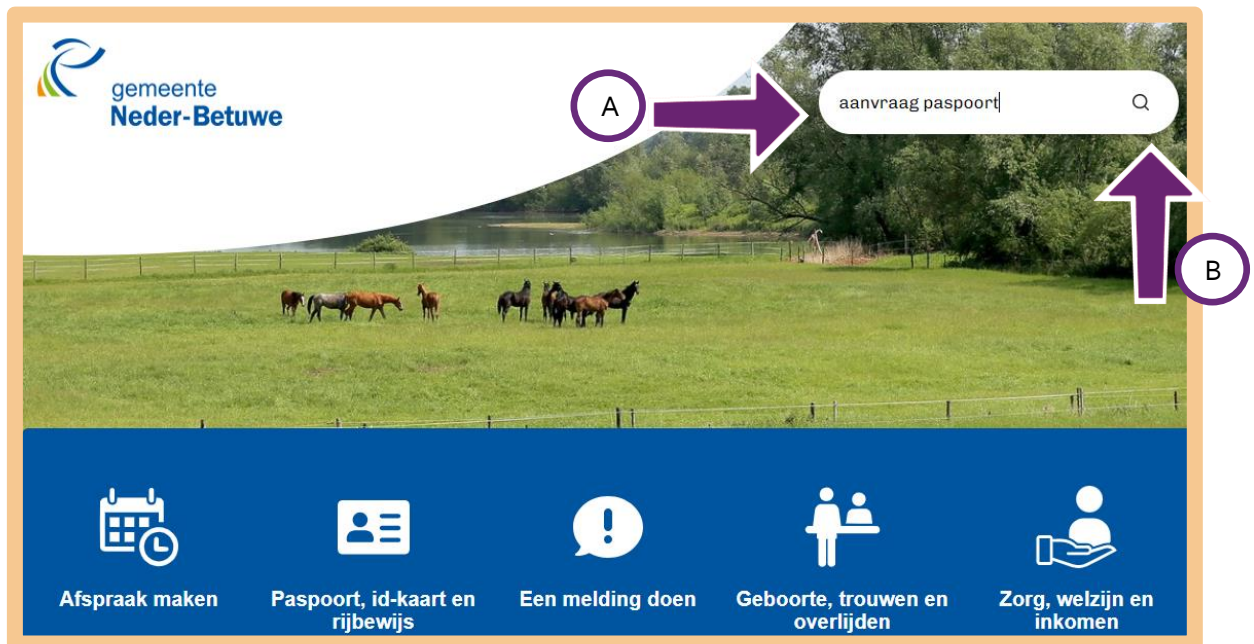 gemeente
Neder-Betuwe
A
aanvraag paspoort
B
Afspraak maken
Paspoort, id-kaart en
rijbewijs
Een melding doen
Geboorte, trouwen en
overlijden
Zorg, welzijn en
inkomen